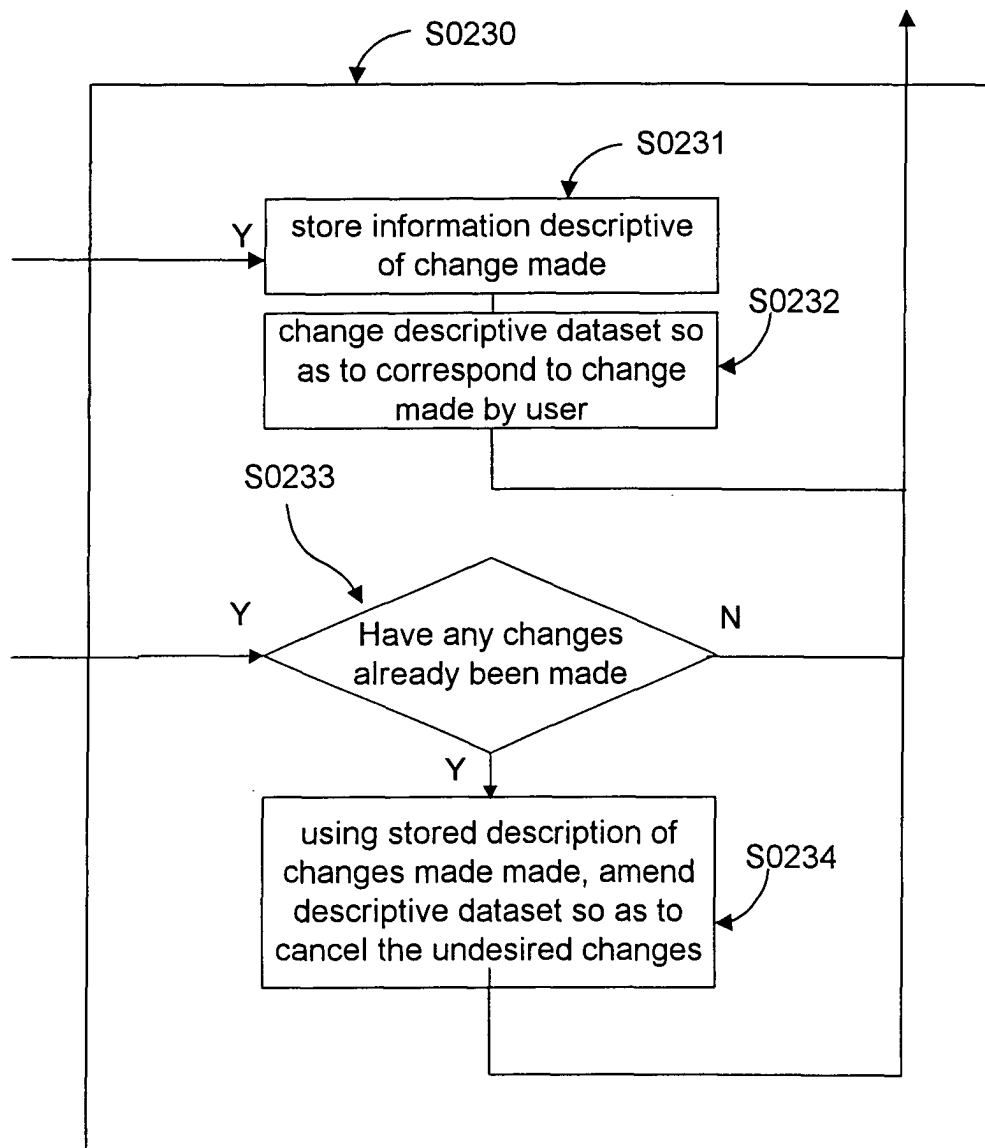 S0230
S0231
Y
store information descriptive
of change made
S0232
change descriptive dataset so
as to correspond to change
made by user
S0233
Y
N
Have any changes
already been made
Y
using stored description of
changes made made, amend
descriptive dataset so as to
cancel the undesired changes
S0234